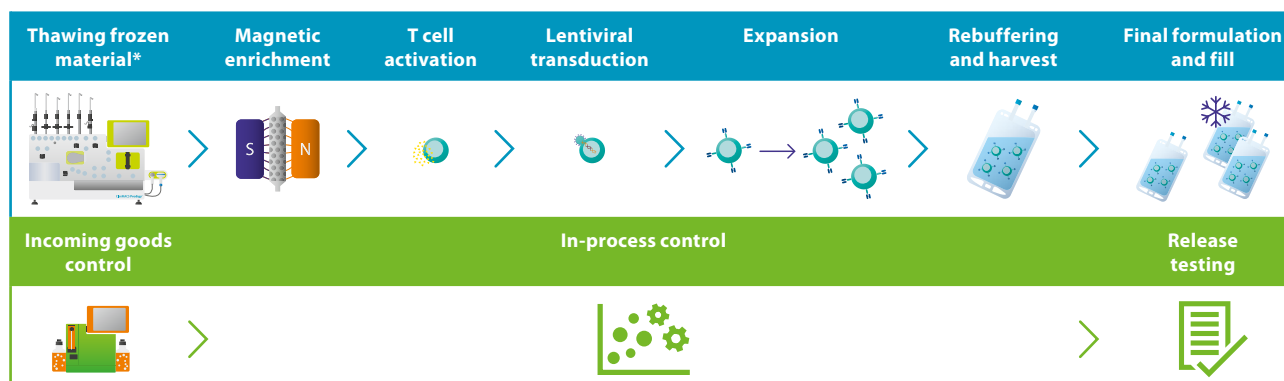 Thawing frozen
material*
Magnetic
enrichment
T cell
activation
Lentiviral
transduction
Expansion
Rebuffering
and harvest
Final formulation
and fill
S
N
Incoming goods
control
In-process control
Release
testing